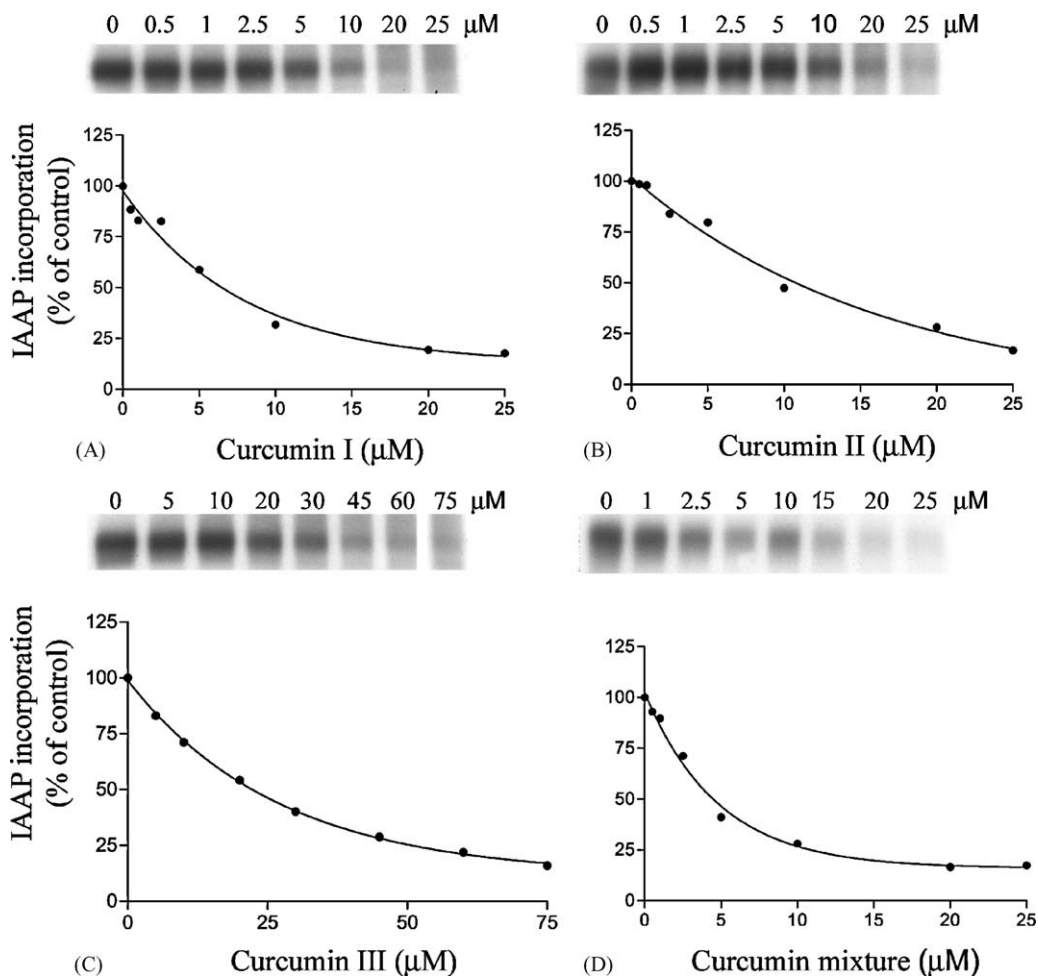 0 0.5 1 2.5 5 10 20 25 μM
125
100
75
50
25
0
0 5 10 15 20 25
IAAP incorporation
(% of control)
(A)
Curcumin I (μM)
0 0.5 1 2.5 5 10 20 25 μM
125
100
75
50
25
0
0 5 10 15 20 25
(B)
Curcumin II (μM)
0 5 10 20 30 45 60 75 μM
125
100
75
50
25
0
0 25 50 75
IAAP incorporation
(% of control)
(C)
Curcumin III (μM)
0 1 2.5 5 10 15 20 25 μM
125
100
75
50
25
0
0 5 10 15 20 25
(D)
Curcumin mixture (μM)